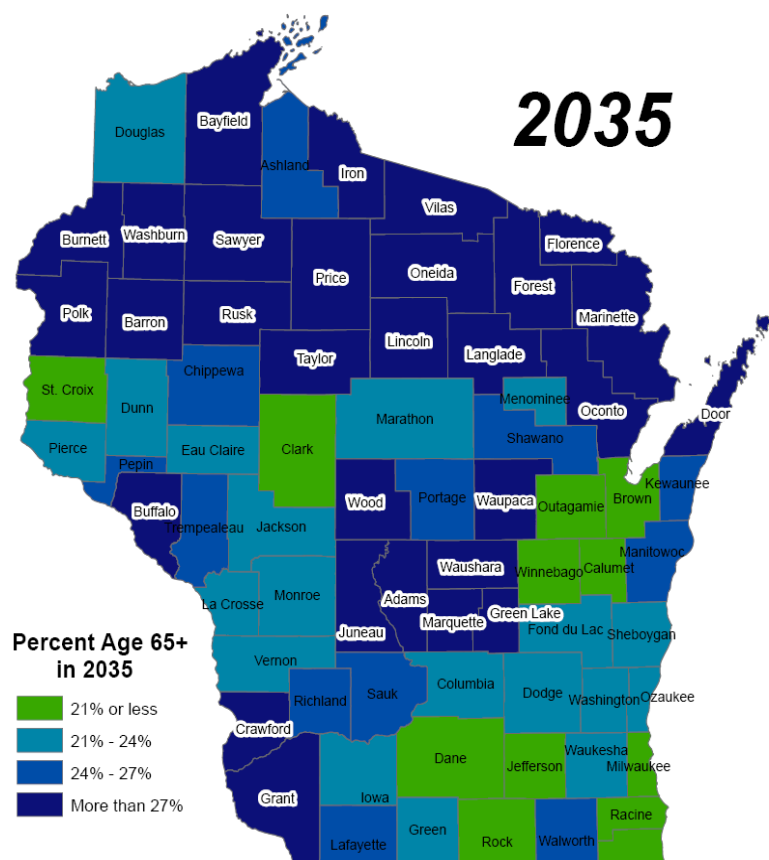 2035
Douglas
Bayfield
Ashland
Iron
Vilas
Burnett
Washburn
Sawyer
Florence
Price
Oneida
Forest
Polk
Barron
Rusk
Marinette
Lincoln
Langlade
Taylor
St. Croix
Chippewa
Dunn
Menominee
Oconto
Door
Marathon
Pierce
Eau Claire
Clark
Shawano
Pepin
Kewaunee
Buffalo
Trempealeau
Wood
Portage
Waupaca
Outagamie
Brown
Jackson
Manitowoc
Waushara
Winnebago
Calumet
La Crosse
Monroe
Adams
Green Lake
Juneau
Marquette
Fond du Lac
Sheboygan
Percent Age 65+
in 2035
21% or less
21% - 24%
24% - 27%
More than 27%
Vernon
Richland
Sauk
Columbia
Dodge
Washington
Ozaukee
Crawford
Dane
Jefferson
Waukesha
Milwaukee
Grant
Iowa
Lafayette
Green
Rock
Walworth
Racine